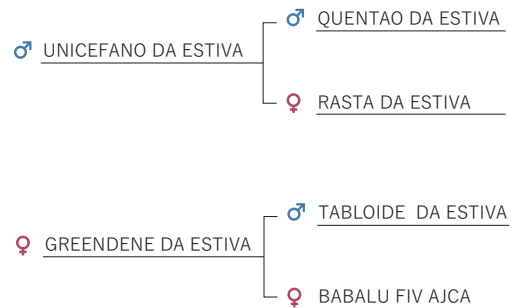 QUENTAO DA ESTIVA
UNICEFANO DA ESTIVA
RASTA DA ESTIVA
TABLOIDE DA ESTIVA
GREENDENE DA ESTIVA
BABALU FIV AJCA